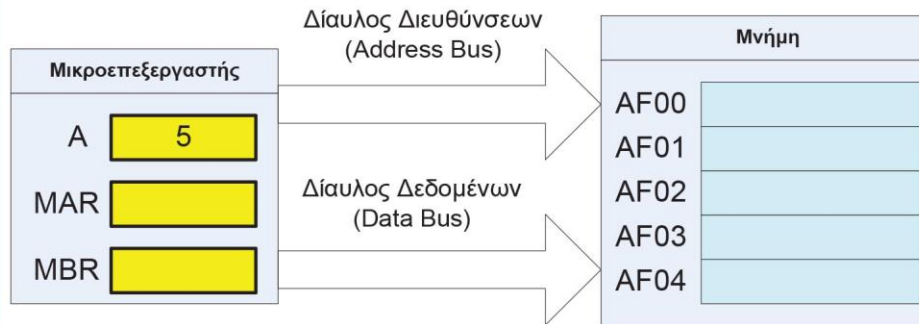 Δίαυλος Διευθύνσεων
(Address Bus)
Μικροεπεξεργαστής
A 5
MAR
MBR
Δίαυλος Δεδομένων
(Data Bus)
Μνήμη
AF00
AF01
AF02
AF03
AF04